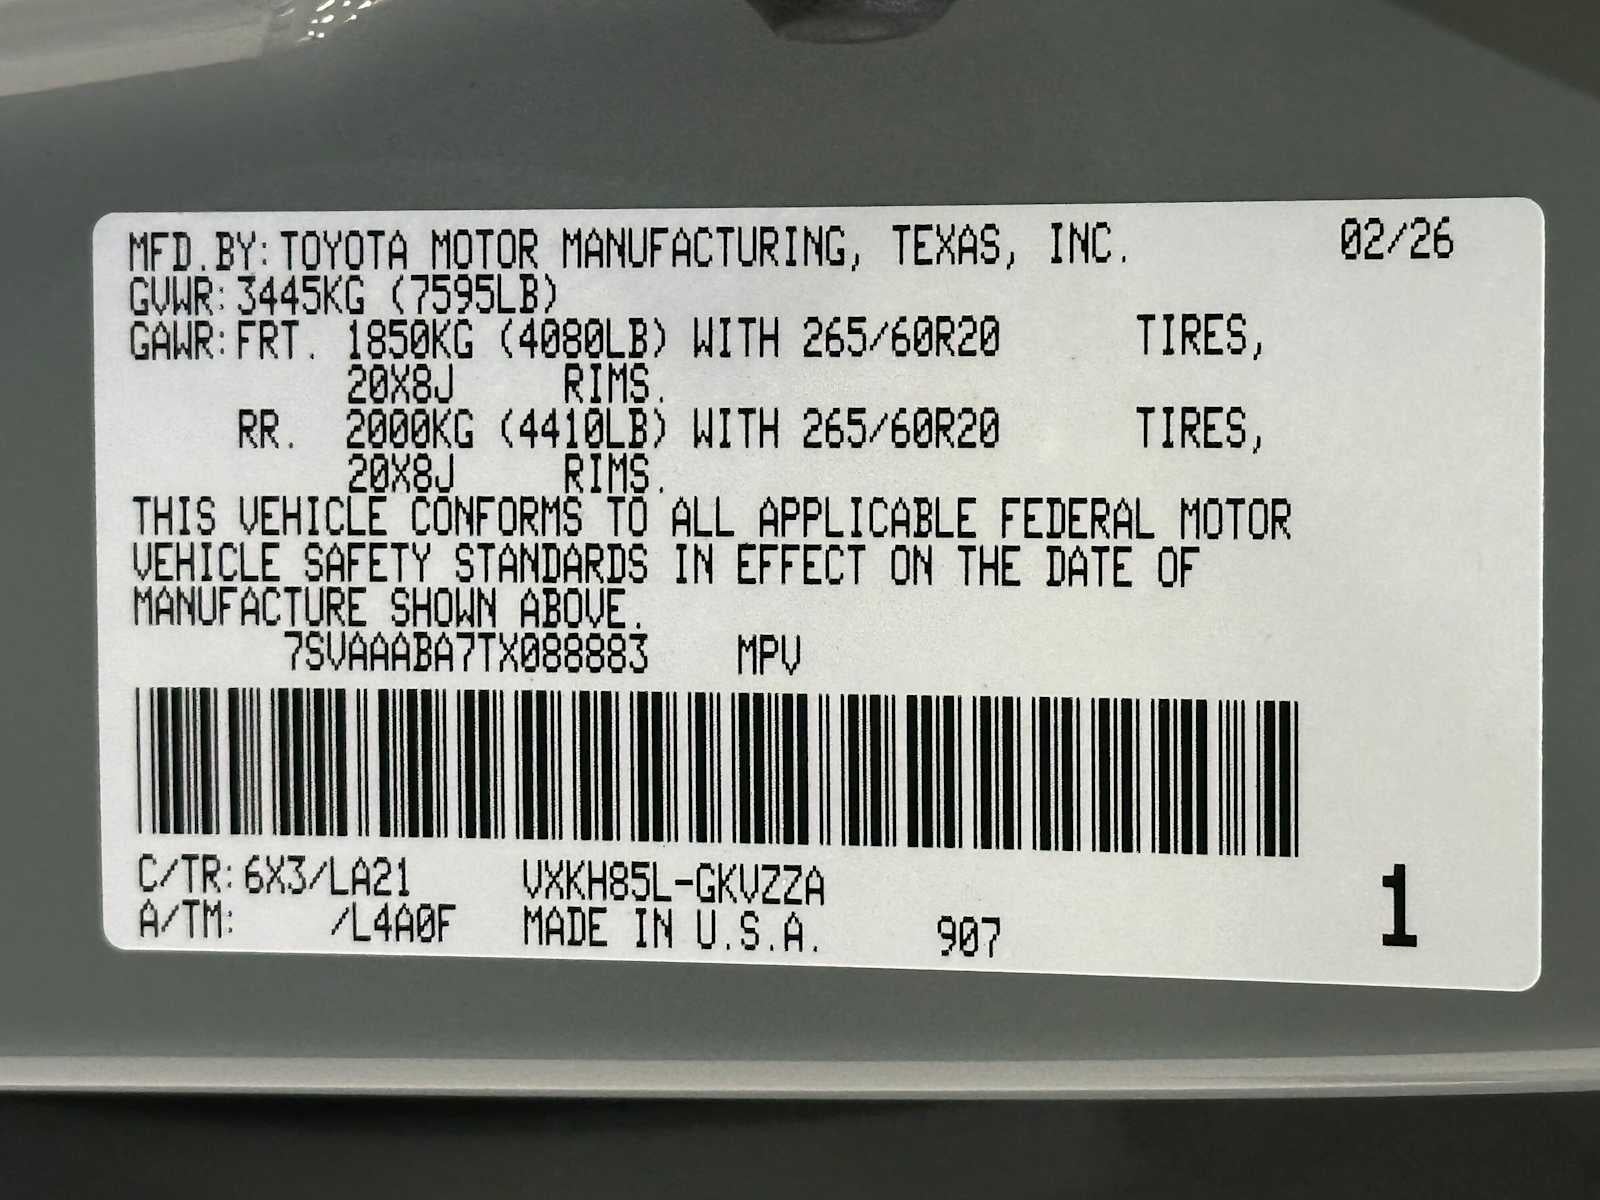 MFD.BY: TOYOTA MOTOR MANUFACTURING, TEXAS, INC. 02/26
GVWR: 3445KG (7595LB)
GAWR: FRT. 1850KG (4080LB) WITH 265/60R20 TIRES,
20X8J RIMS.
RR. 2000KG (4410LB) WITH 265/60R20 TIRES,
20X8J RIMS.
THIS VEHICLE CONFORMS TO ALL APPLICABLE FEDERAL MOTOR
VEHICLE SAFETY STANDARDS IN EFFECT ON THE DATE OF
MANUFACTURE SHOWN ABOVE.
7SVAAABA7TX088883 MPV
C/TR: 6X3/LA21 VXKH85L-GKVZZA
A/TM: /L4A0F MADE IN U.S.A. 907 1